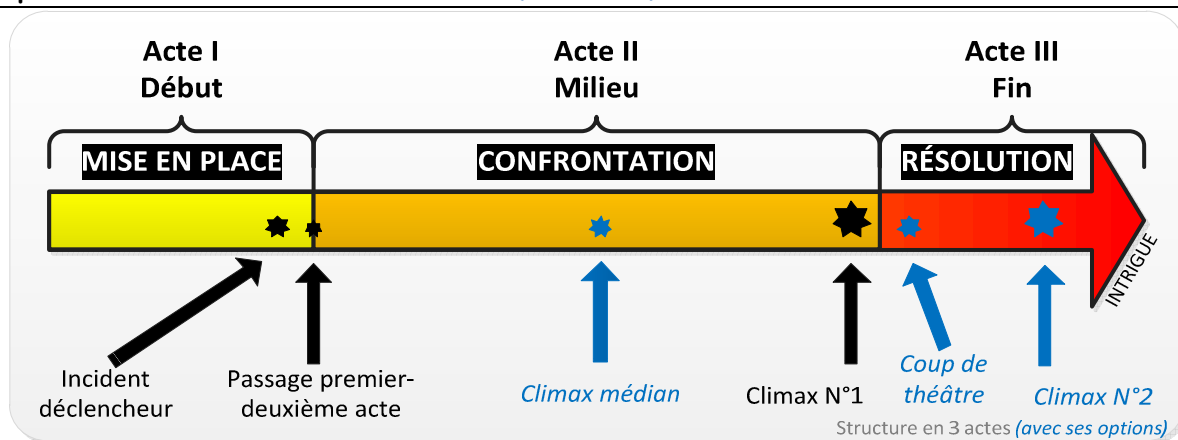 Acte I
Début
Acte II
Milieu
Acte III
Fin
MISE EN PLACE
CONFRONTATION
RÉSOLUTION
INTRIGUE
Incident
déclencheur
Passage premier-
deuxième acte
Climax médian
Climax N°1
Coup de
théâtre
Climax N°2
Structure en 3 actes (avec ses options)